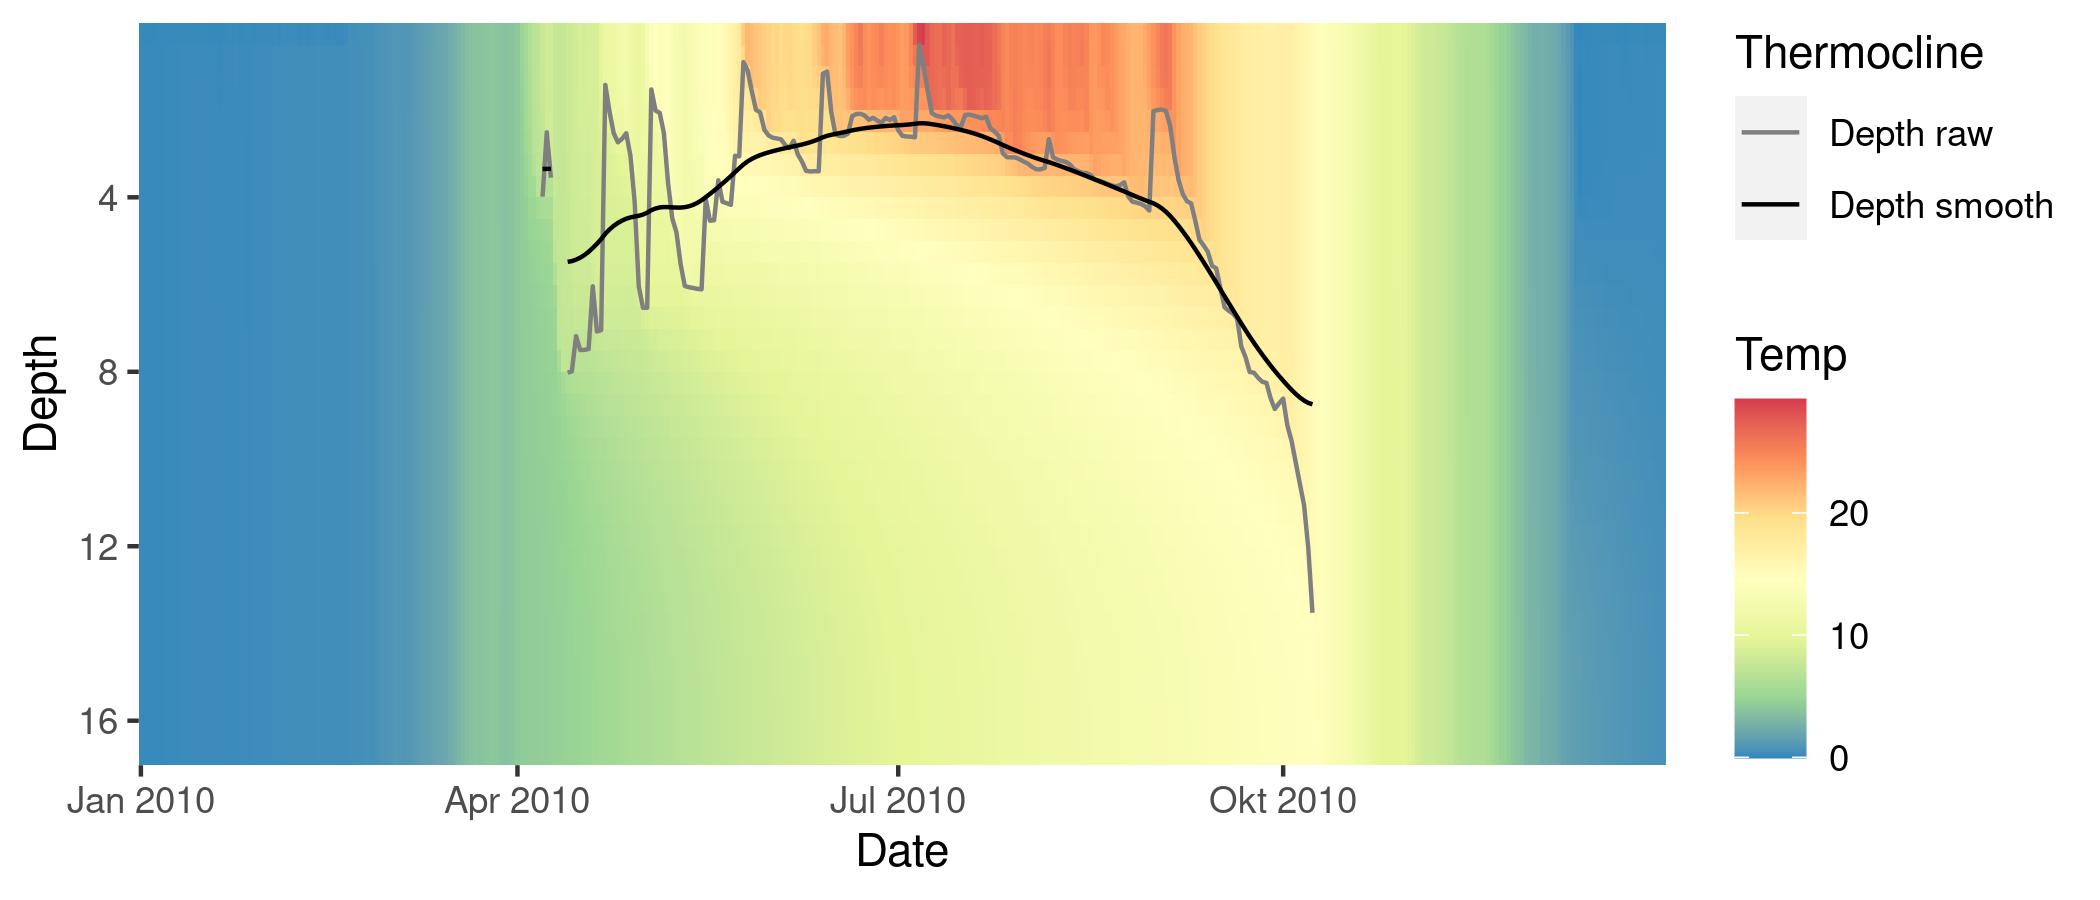 Thermocline
Depth raw
Depth smooth
Temp
20
10
0
Depth
4
8
12
16
Jan 2010
Apr 2010
Jul 2010
Okt 2010
Date